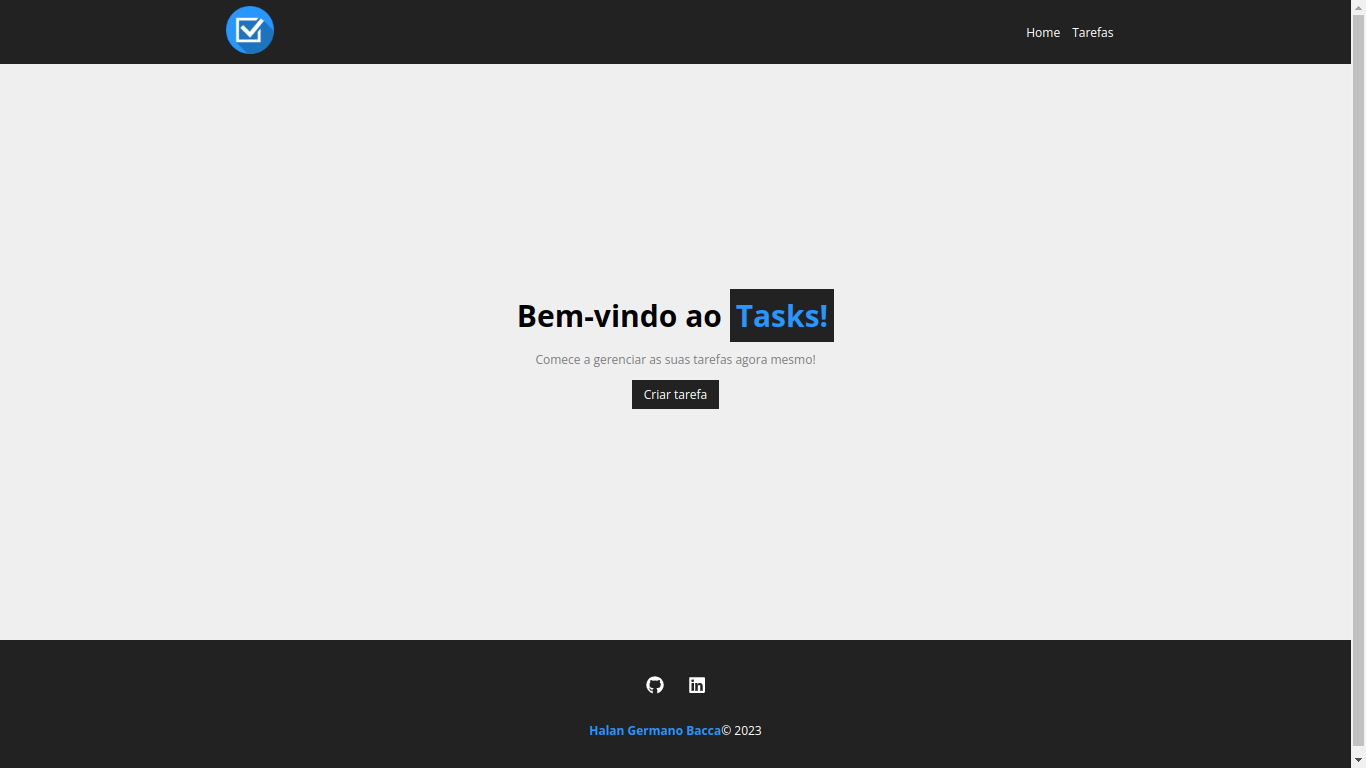 Home Tarefas
Bem-vindo ao Tasks!
Comece a gerenciar as suas tarefas agora mesmo!
Criar tarefa
in
Halan Germano Bacca© 2023